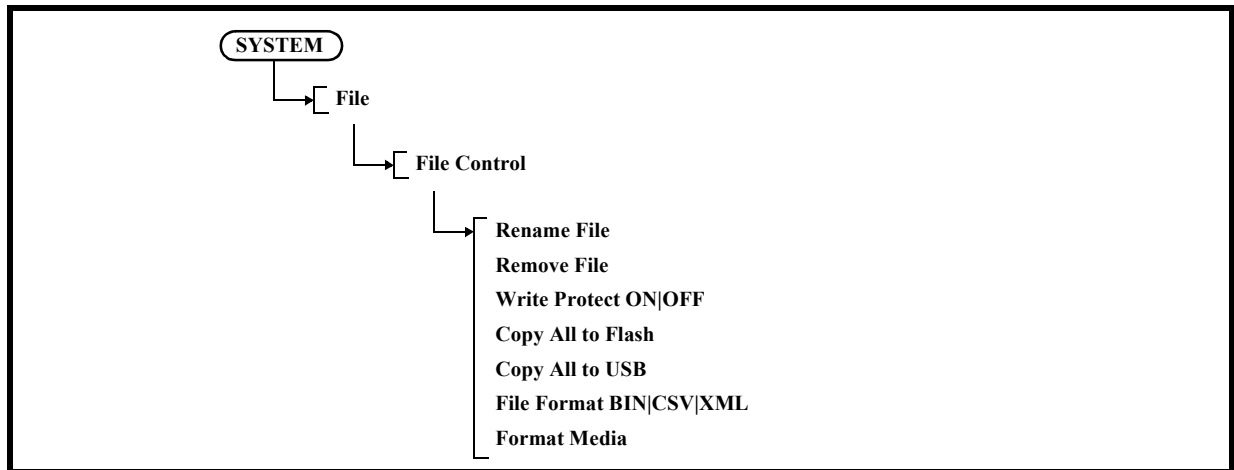 SYSTEM
File
File Control
Rename File
Remove File
Write Protect ON|OFF
Copy All to Flash
Copy All to USB
File Format BIN|CSV|XML
Format Media